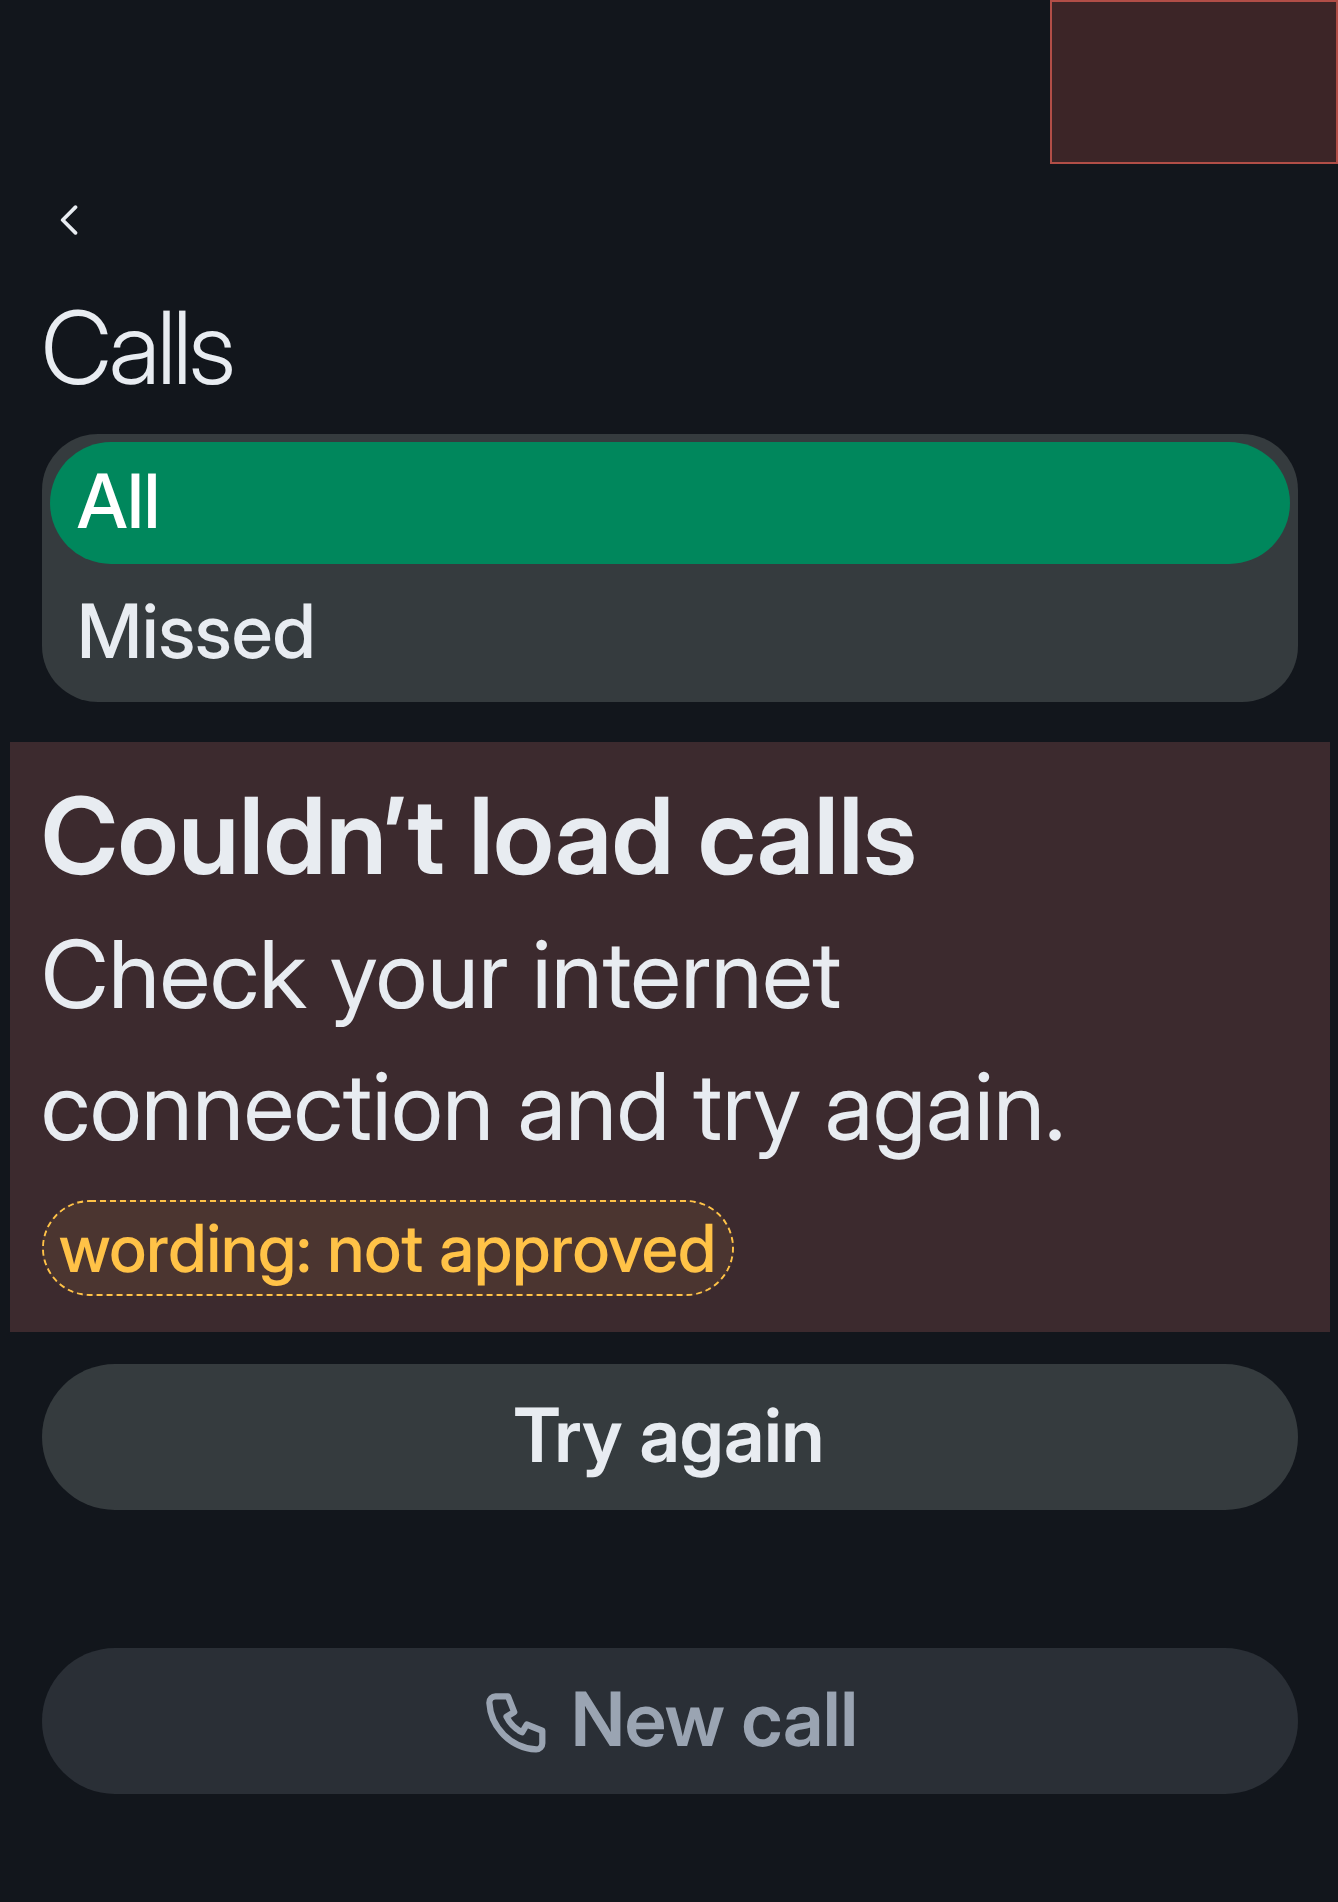 Calls
All
Missed
Couldn’t load calls
Check your internet
connection and try again.
wording: not approved
Try again
New call